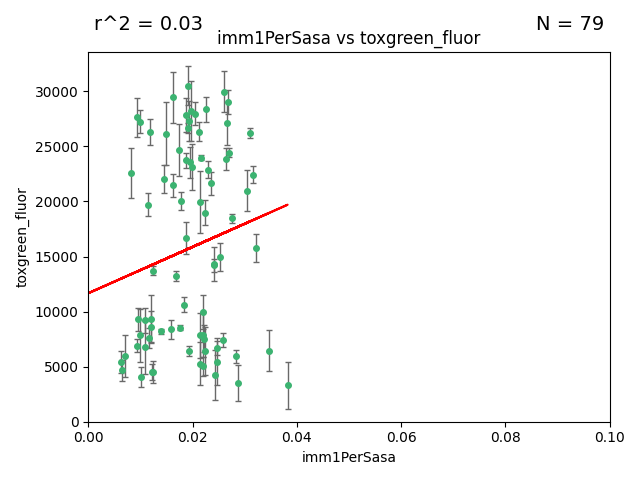 r^2 = 0.03
N = 79
imm1PerSasa vs toxgreen_fluor
30000
25000
20000
15000
10000
5000
0
toxgreen_fluor
0.00 0.02 0.04 0.06 0.08 0.10
imm1PerSasa